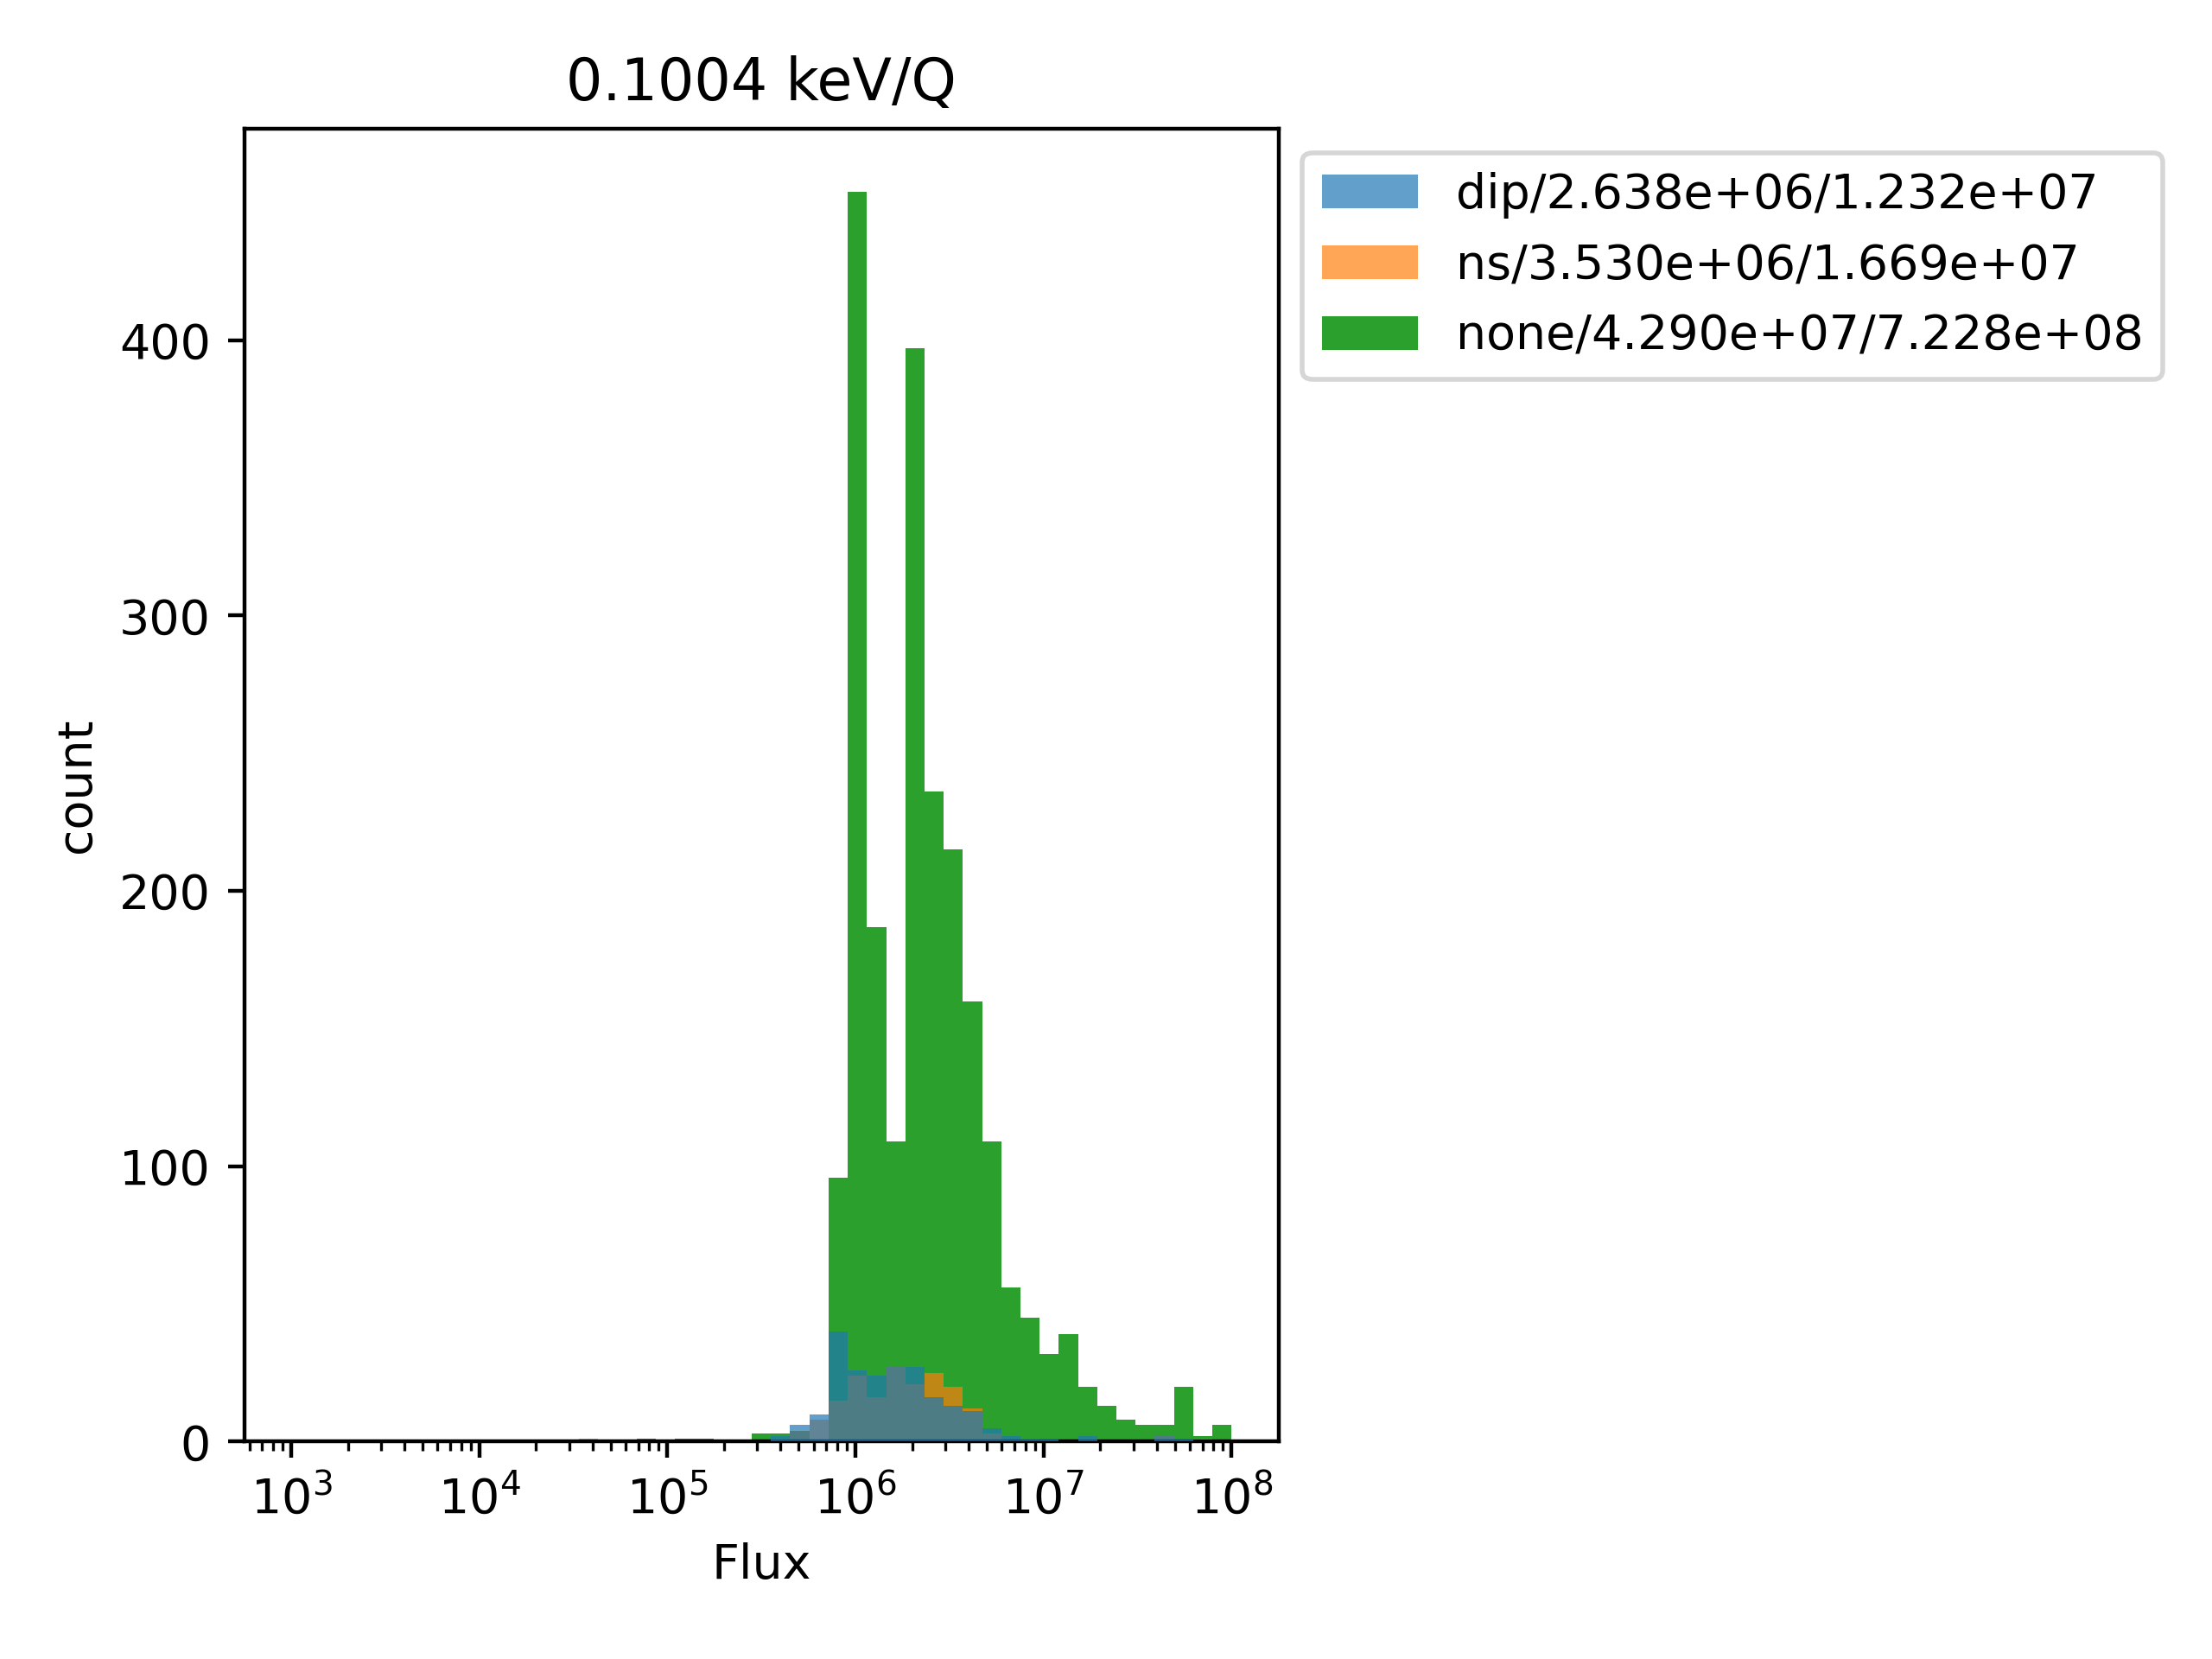 0.1004 keV/Q
dip/2.638e+06/1.232e+07
ns/3.530e+06/1.669e+07
none/4.290e+07/7.228e+08
400
300
200
100
0
count
10³ 10⁴ 10⁵ 10⁶ 10⁷ 10⁸
Flux